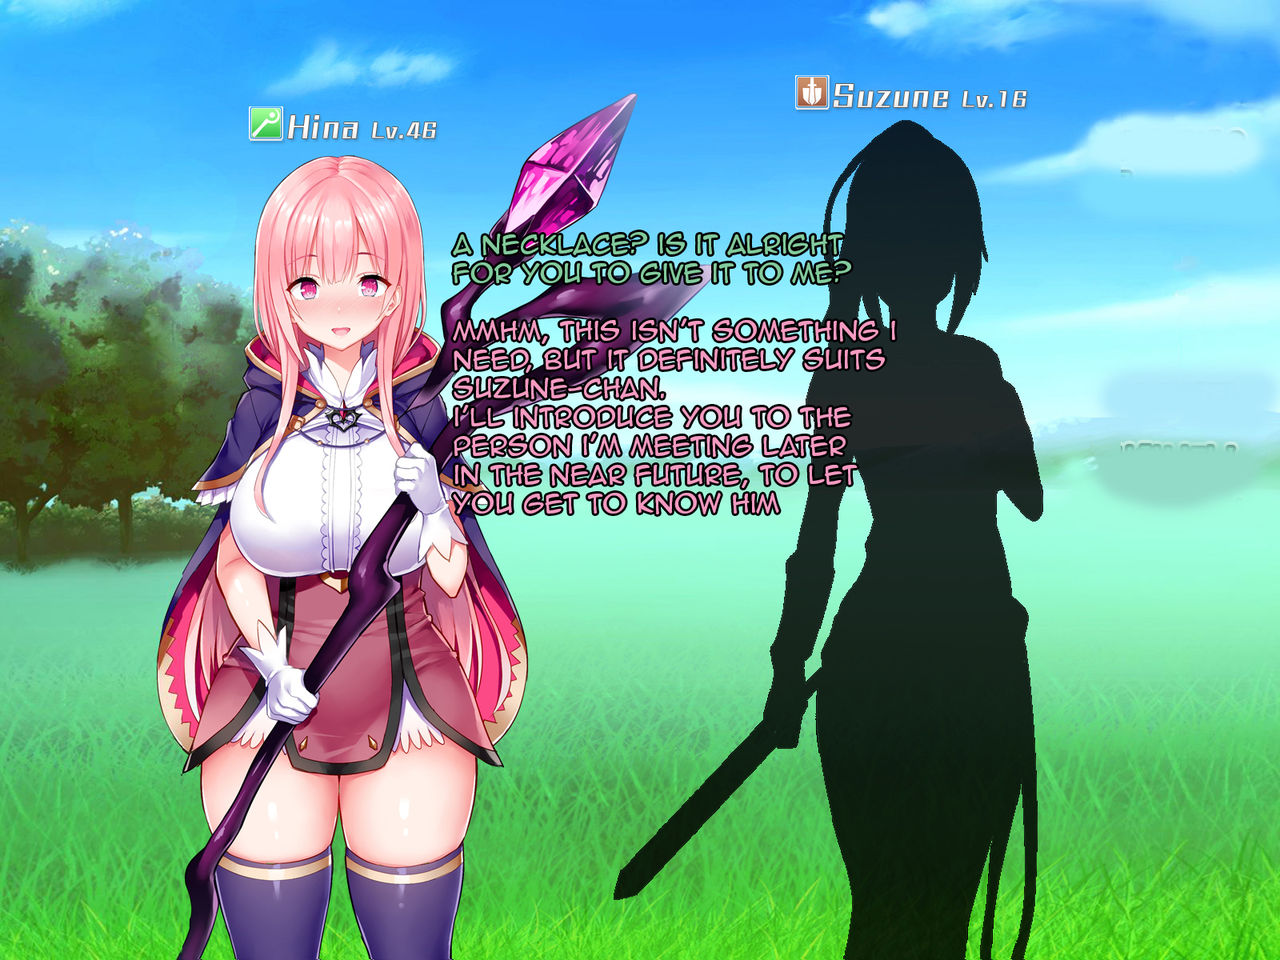 Hina Lv.46
Suzune Lv.16
A NECKLACE? IS IT ALRIGHT
FOR YOU TO GIVE IT TO ME?
MMHM, THIS ISN'T SOMETHING I
NEED, BUT IT DEFINITELY SUITS
SUZUNE-CHAN.
I'LL INTRODUCE YOU TO THE
PERSON I'M MEETING LATER
IN THE NEAR FUTURE, TO LET
YOU GET TO KNOW HIM